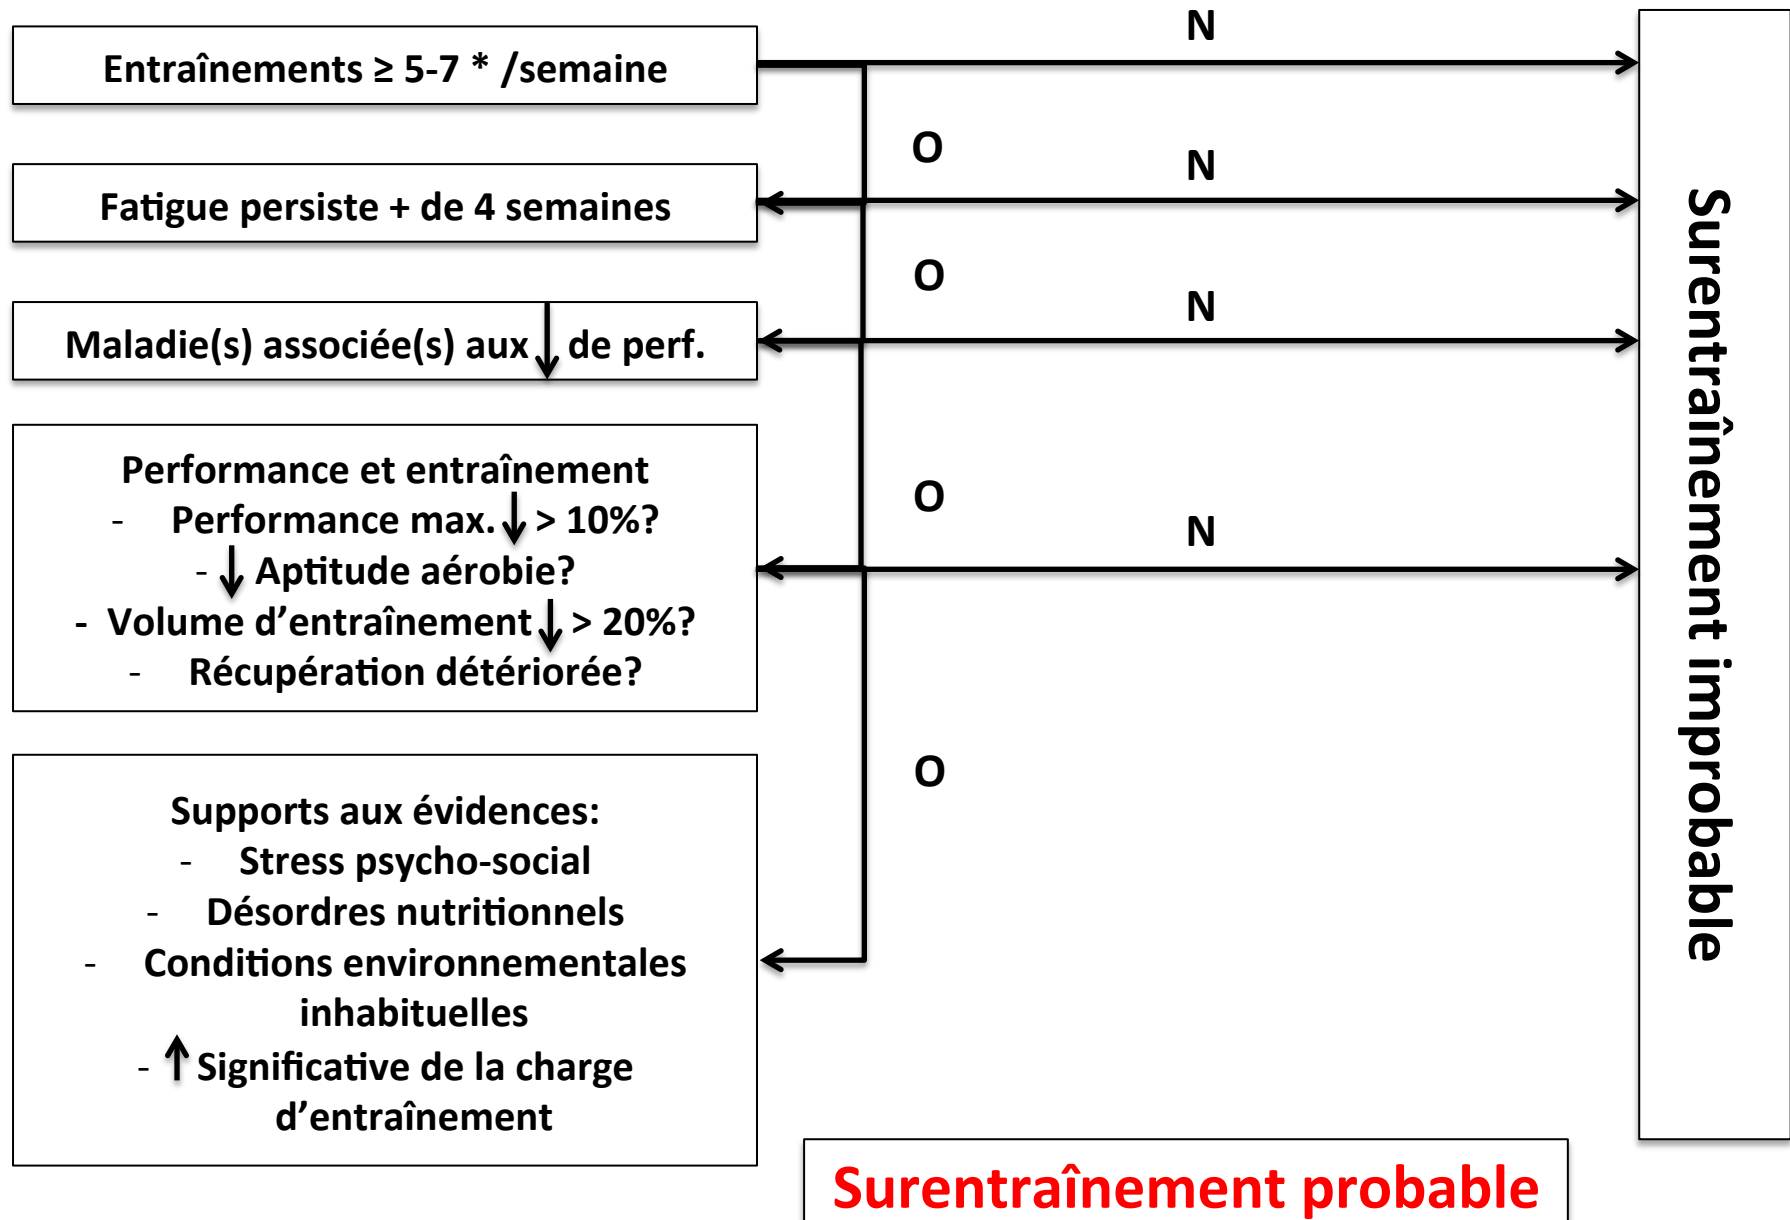 N
Entraînements ≥ 5-7 * /semaine
O
N
Fatigue persiste + de 4 semaines
O
N
Maladie(s) associée(s) aux ↓ de perf.
Performance et entraînement
- Performance max. ↓ > 10%?
- ↓ Aptitude aérobie?
- Volume d’entraînement ↓ > 20%?
- Récupération détériorée?
O
N
O
Supports aux évidences:
- Stress psycho-social
- Désordres nutritionnels
- Conditions environnementales
inhabituelles
- ↑ Significative de la charge
d’entraînement
Surentraînement improbable
Surentraînement probable